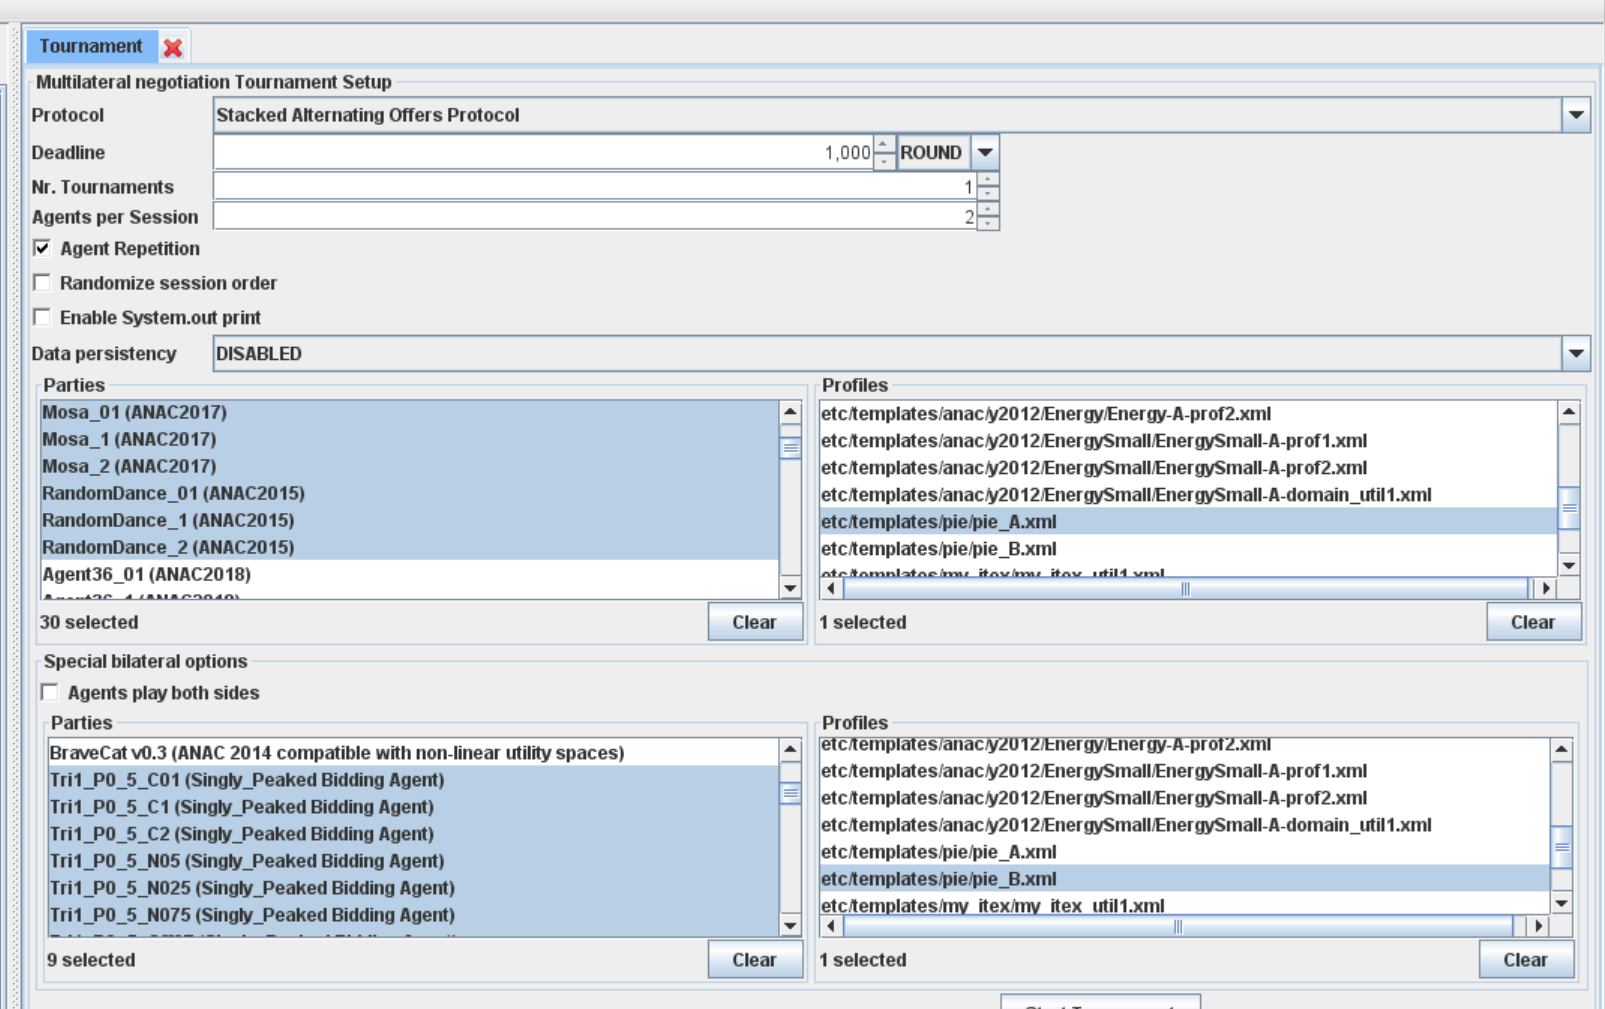 Tournament
Multilateral negotiation Tournament Setup
Protocol Stacked Alternating Offers Protocol
Deadline 1,000 ROUND
Nr. Tournaments 1
Agents per Session 2
Agent Repetition
Randomize session order
Enable System.out print
Data persistency DISABLED
Parties
Mosa_01 (ANAC2017)
Mosa_1 (ANAC2017)
Mosa_2 (ANAC2017)
RandomDance_01 (ANAC2015)
RandomDance_1 (ANAC2015)
RandomDance_2 (ANAC2015)
Agent36_01 (ANAC2018)
30 selected Clear
Profiles
etc/templates/anac/y2012/Energy/Energy-A-prof2.xml
etc/templates/anac/y2012/EnergySmall/EnergySmall-A-prof1.xml
etc/templates/anac/y2012/EnergySmall/EnergySmall-A-prof2.xml
etc/templates/anac/y2012/EnergySmall/EnergySmall-A-domain_util1.xml
etc/templates/pie/pie_A.xml
etc/templates/pie/pie_B.xml
etc/templates/my_itex/my_itex_util1.xml
1 selected Clear
Special bilateral options
Agents play both sides
Parties
BraveCat v0.3 (ANAC 2014 compatible with non-linear utility spaces)
Tri1_P0_5_C01 (Singly_Peaked Bidding Agent)
Tri1_P0_5_C1 (Singly_Peaked Bidding Agent)
Tri1_P0_5_C2 (Singly_Peaked Bidding Agent)
Tri1_P0_5_N05 (Singly_Peaked Bidding Agent)
Tri1_P0_5_N025 (Singly_Peaked Bidding Agent)
Tri1_P0_5_N075 (Singly_Peaked Bidding Agent)
9 selected Clear
Profiles
etc/templates/anac/y2012/Energy/Energy-A-prof2.xml
etc/templates/anac/y2012/EnergySmall/EnergySmall-A-prof1.xml
etc/templates/anac/y2012/EnergySmall/EnergySmall-A-prof2.xml
etc/templates/anac/y2012/EnergySmall/EnergySmall-A-domain_util1.xml
etc/templates/pie/pie_A.xml
etc/templates/pie/pie_B.xml
etc/templates/my_itex/my_itex_util1.xml
1 selected Clear